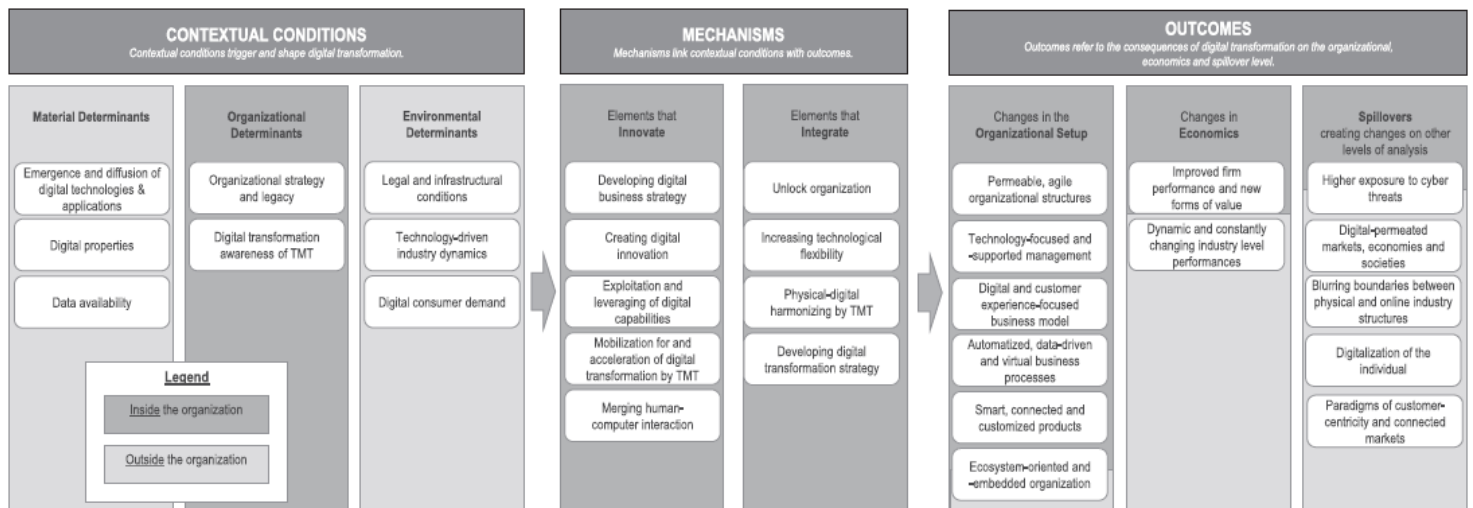 CONTEXTUAL CONDITIONS
Contextual conditions trigger and shape digital transformation.
Material Determinants
Emergence and diffusion of
digital technologies &
applications
Digital properties
Data availability
Organizational
Determinants
Organizational strategy
and legacy
Digital transformation
awareness of TMT
Environmental
Determinants
Legal and infrastructural
conditions
Technology-driven
industry dynamics
Digital consumer demand
Legend
Inside the organization
Outside the organization
MECHANISMS
Mechanisms link contextual conditions with outcomes.
Elements that
Innovate
Developing digital
business strategy
Creating digital
innovation
Exploitation and
leveraging of digital
capabilities
Mobilization for and
acceleration of digital
transformation by TMT
Merging human-
computer interaction
Elements that
Integrate
Unlock organization
Increasing technological
flexibility
Physical-digital
harmonizing by TMT
Developing digital
transformation strategy
OUTCOMES
Outcomes refer to the consequences of digital transformation on the organizational,
economics and spillover level.
Changes in the
Organizational Setup
Permeable, agile
organizational structures
Technology-focused and
-supported management
Digital and customer
experience-focused
business model
Automatized, data-driven
and virtual business
processes
Smart, connected and
customized products
Ecosystem-oriented and
-embedded organization
Changes in
Economics
Improved firm
performance and new
forms of value
Dynamic and constantly
changing industry level
performances
Spillovers
creating changes on other
levels of analysis
Higher exposure to cyber
threats
Digital-permeated
markets, economies and
societies
Blurring boundaries between
physical and online industry
structures
Digitalization of the
individual
Paradigms of customer-
centricity and connected
markets